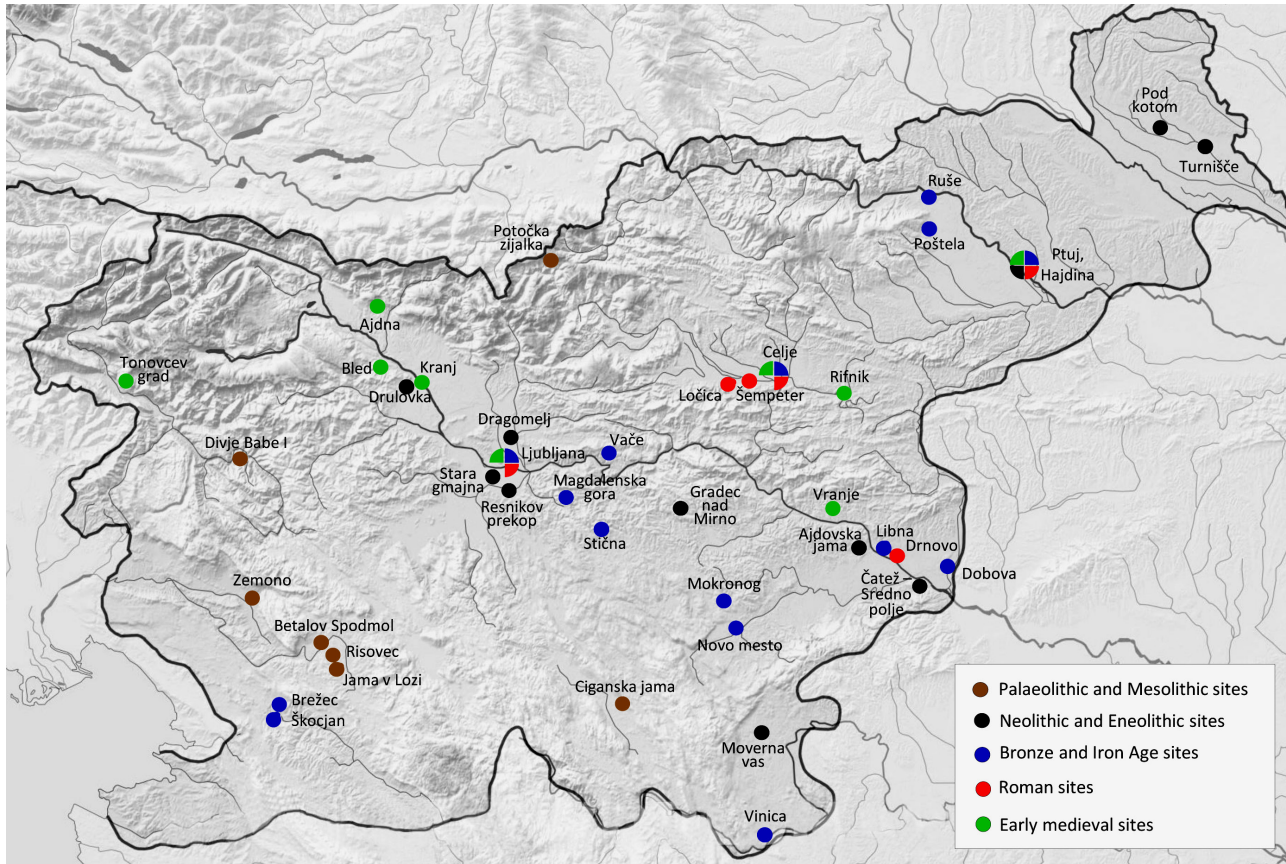 Pod
kotom
Turnišče
Ruše
Potočka
zijalka
Poštela
Ptuj,
Hajdina
Ajdna
Tonovcev
grad
Bled
Kranj
Drulovka
Celje
Ločica
Šempeter
Rifnik
Dragomelj
Divje Babe I
Ljubljana
Vače
Stara
gmajna
Resnikov
prekop
Magdalenska
gora
Stična
Gradec
nad
Mirno
Vranje
Ajdovska
jama
Libna
Drnovo
Dobova
Čatež –
Sredno
polje
Zemono
Mokronog
Novo mesto
Betalov Spodmol
Risovec
Jama v Lozi
Brežec
Škocjan
Ciganska jama
Moverna
vas
Vinica
Palaeolithic and Mesolithic sites
Neolithic and Eneolithic sites
Bronze and Iron Age sites
Roman sites
Early medieval sites